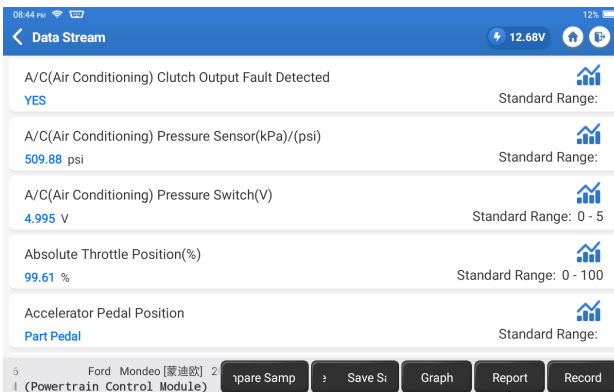 08:44 PM 12%
Data Stream 12.68V
A/C(Air Conditioning) Clutch Output Fault Detected
YES Standard Range:
A/C(Air Conditioning) Pressure Sensor(kPa)/(psi)
509.88 psi Standard Range:
A/C(Air Conditioning) Pressure Switch(V)
4.995 V Standard Range: 0 - 5
Absolute Throttle Position(%)
99.61 % Standard Range: 0 - 100
Accelerator Pedal Position
Part Pedal Standard Range:
Ford Mondeo [蒙迪欧] 2
(Powertrain Control Module)
Samp Save Graph Report Record